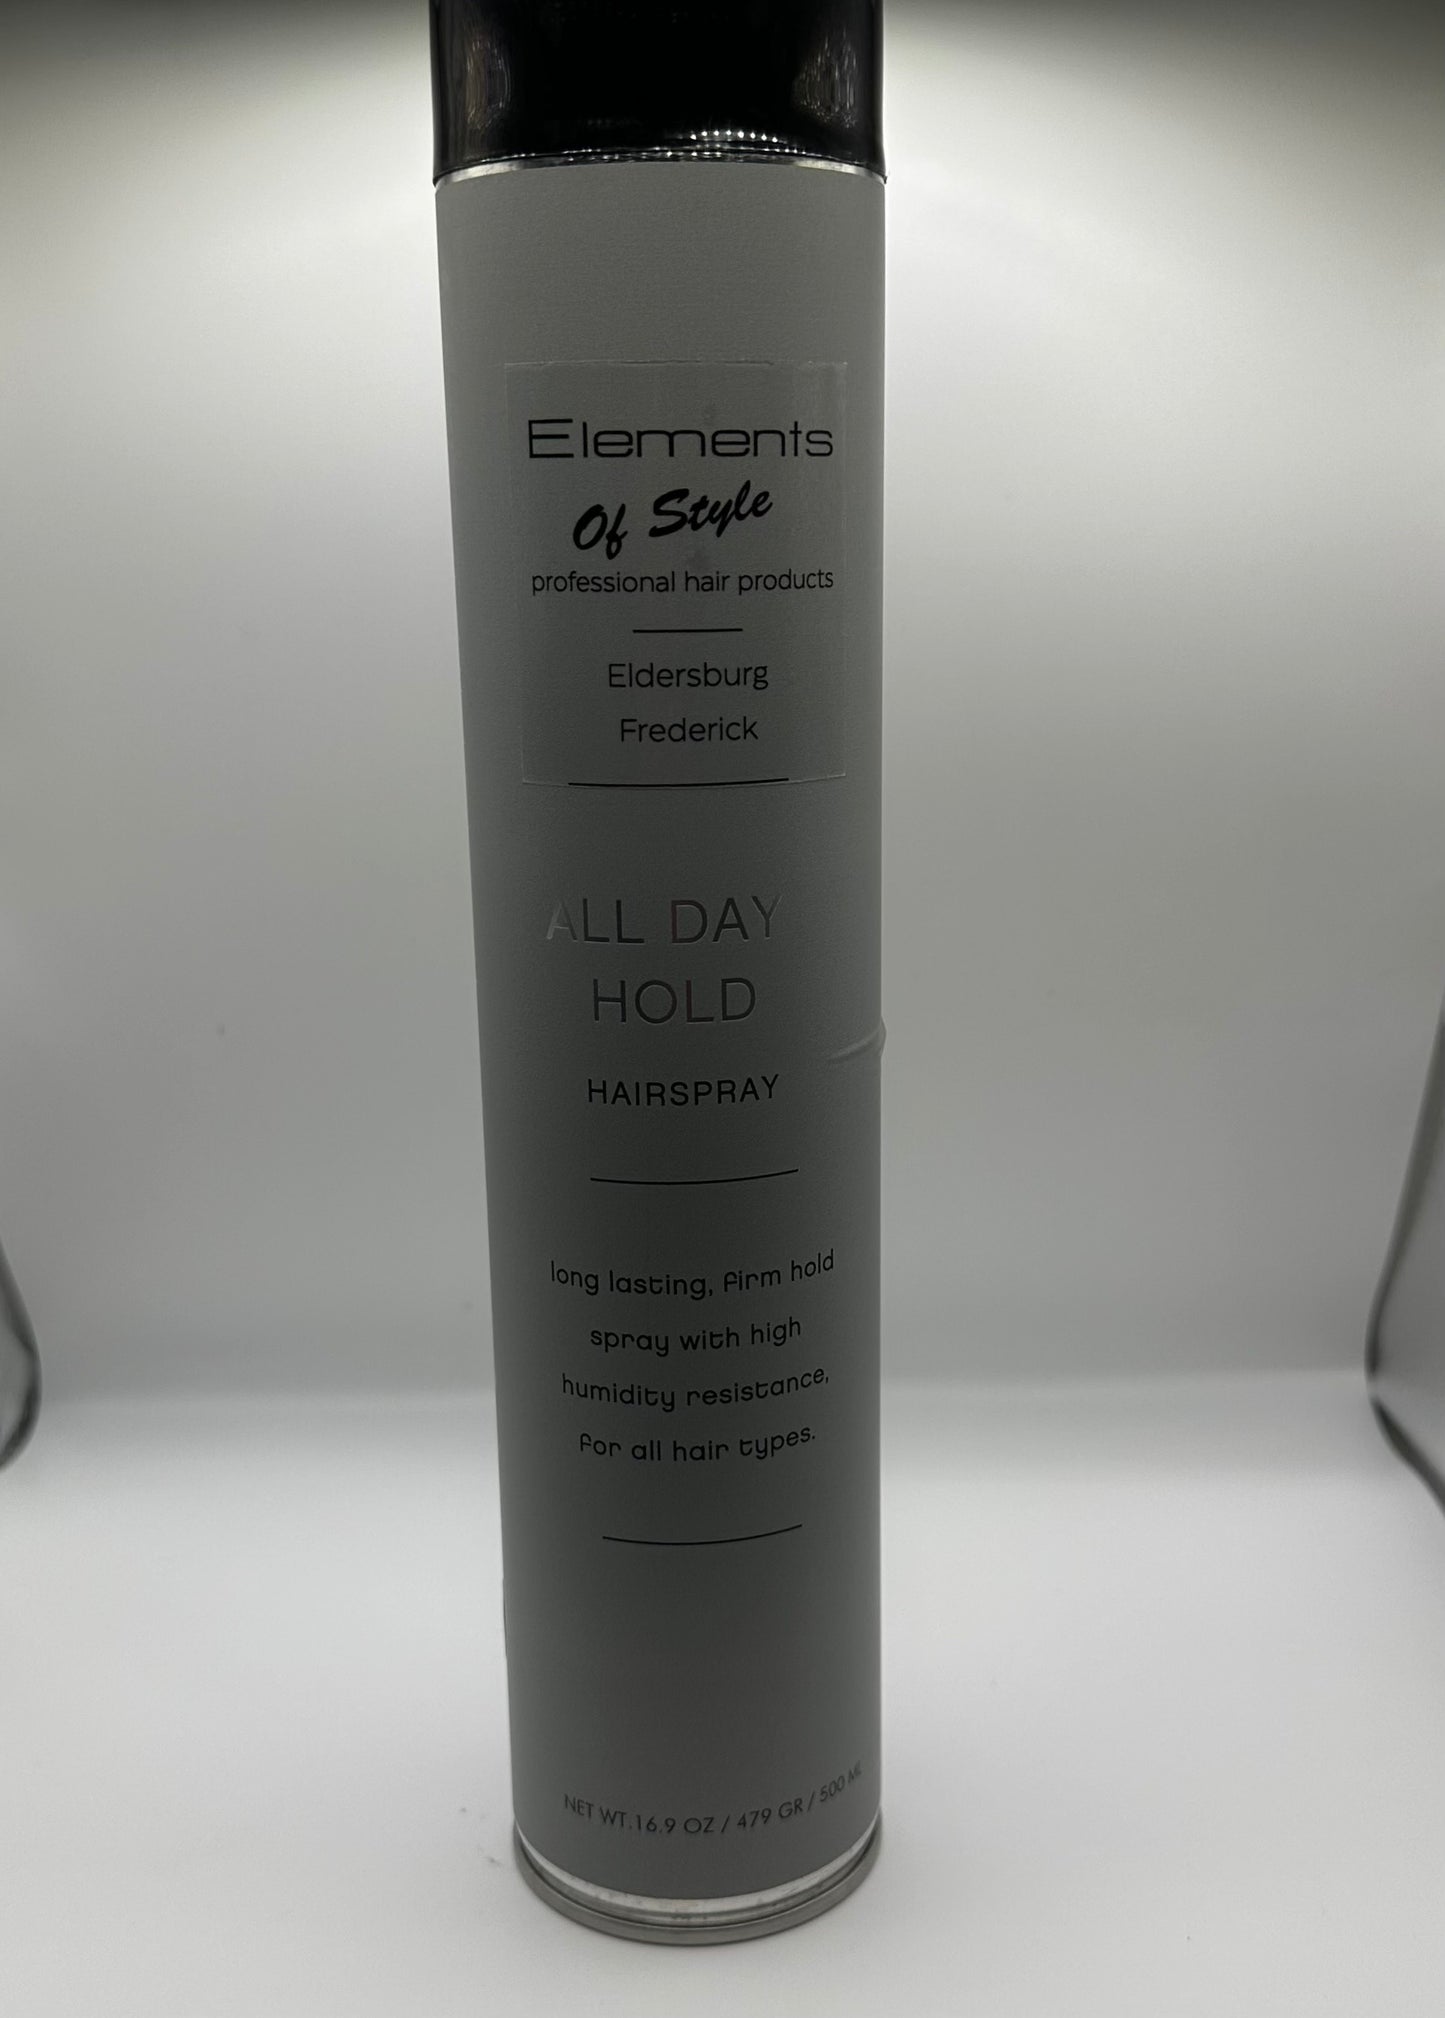 Elements
Of Style
professional hair products
Eldersburg
Frederick
ALL DAY
HOLD
HAIRSPRAY
long lasting, firm hold
spray with high
humidity resistance,
for all hair types.
NET WT.16.9 OZ / 479 GR / 500 ML